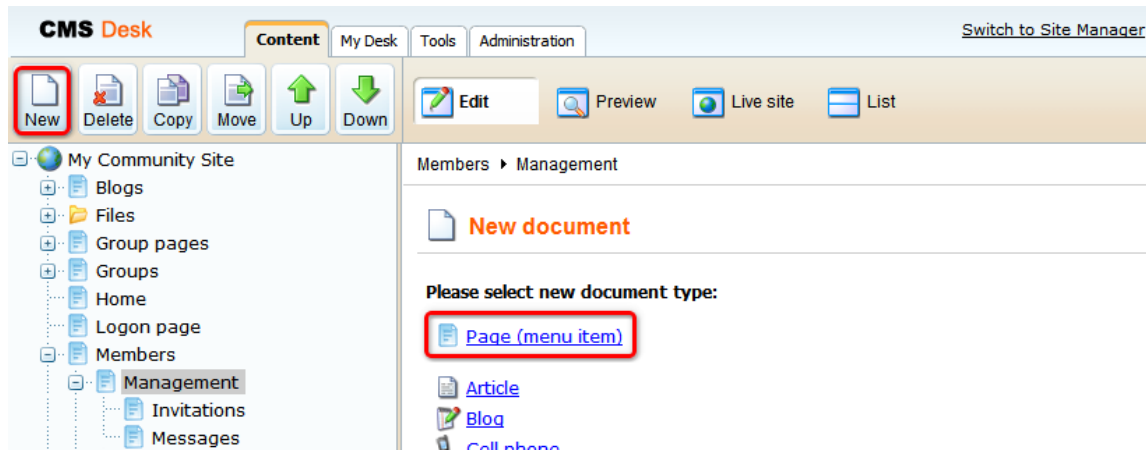 CMS Desk
Content My Desk Tools Administration
Switch to Site Manager
New Delete Copy Move Up Down
Edit Preview Live site List
My Community Site
Blogs
Files
Group pages
Groups
Home
Logon page
Members
Management
Invitations
Messages
Members Management
New document
Please select new document type:
Page (menu item)
Article
Blog
Cell phone